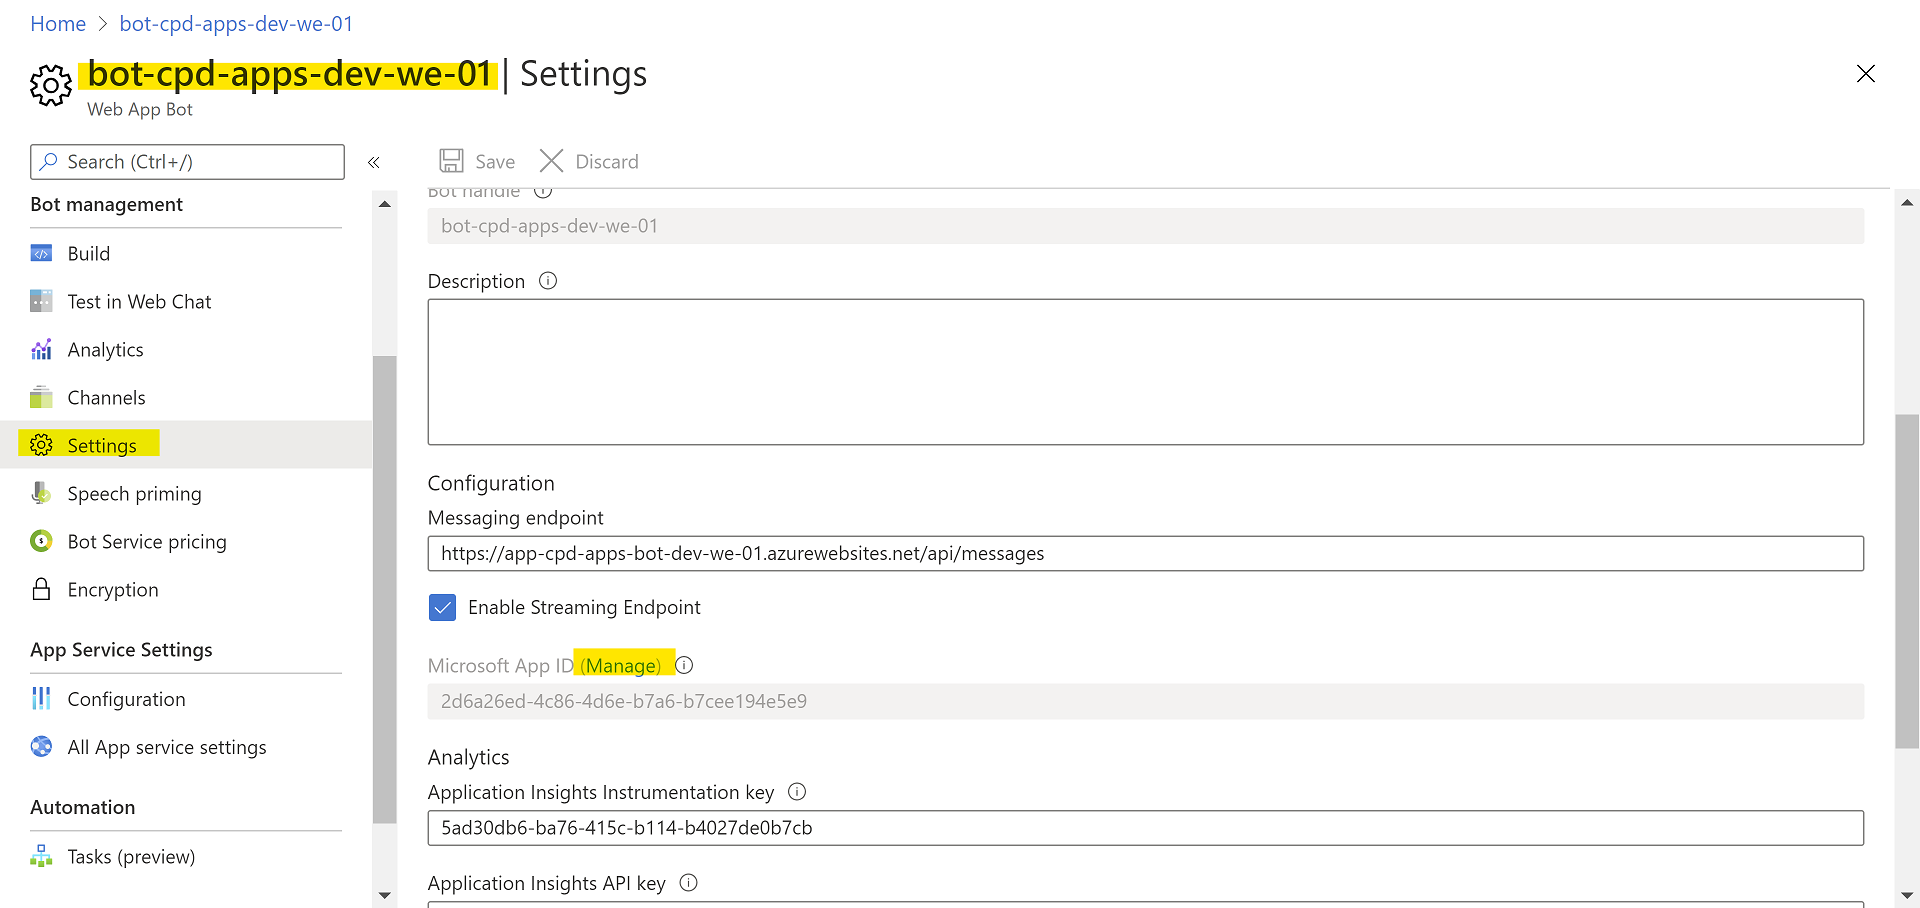 Home > bot-cpd-apps-dev-we-01
bot-cpd-apps-dev-we-01 | Settings
Web App Bot
Search (Ctrl+/)
«
Save
Discard
Bot management
Build
Test in Web Chat
Analytics
Channels
Settings
Speech priming
Bot Service pricing
Encryption
App Service Settings
Configuration
All App service settings
Automation
Tasks (preview)
Bot handle
bot-cpd-apps-dev-we-01
Description
Configuration
Messaging endpoint
https://app-cpd-apps-bot-dev-we-01.azurewebsites.net/api/messages
Enable Streaming Endpoint
Microsoft App ID (Manage)
2d6a26ed-4c86-4d6e-b7a6-b7cee194e5e9
Analytics
Application Insights Instrumentation key
5ad30db6-ba76-415c-b114-b4027de0b7cb
Application Insights API key